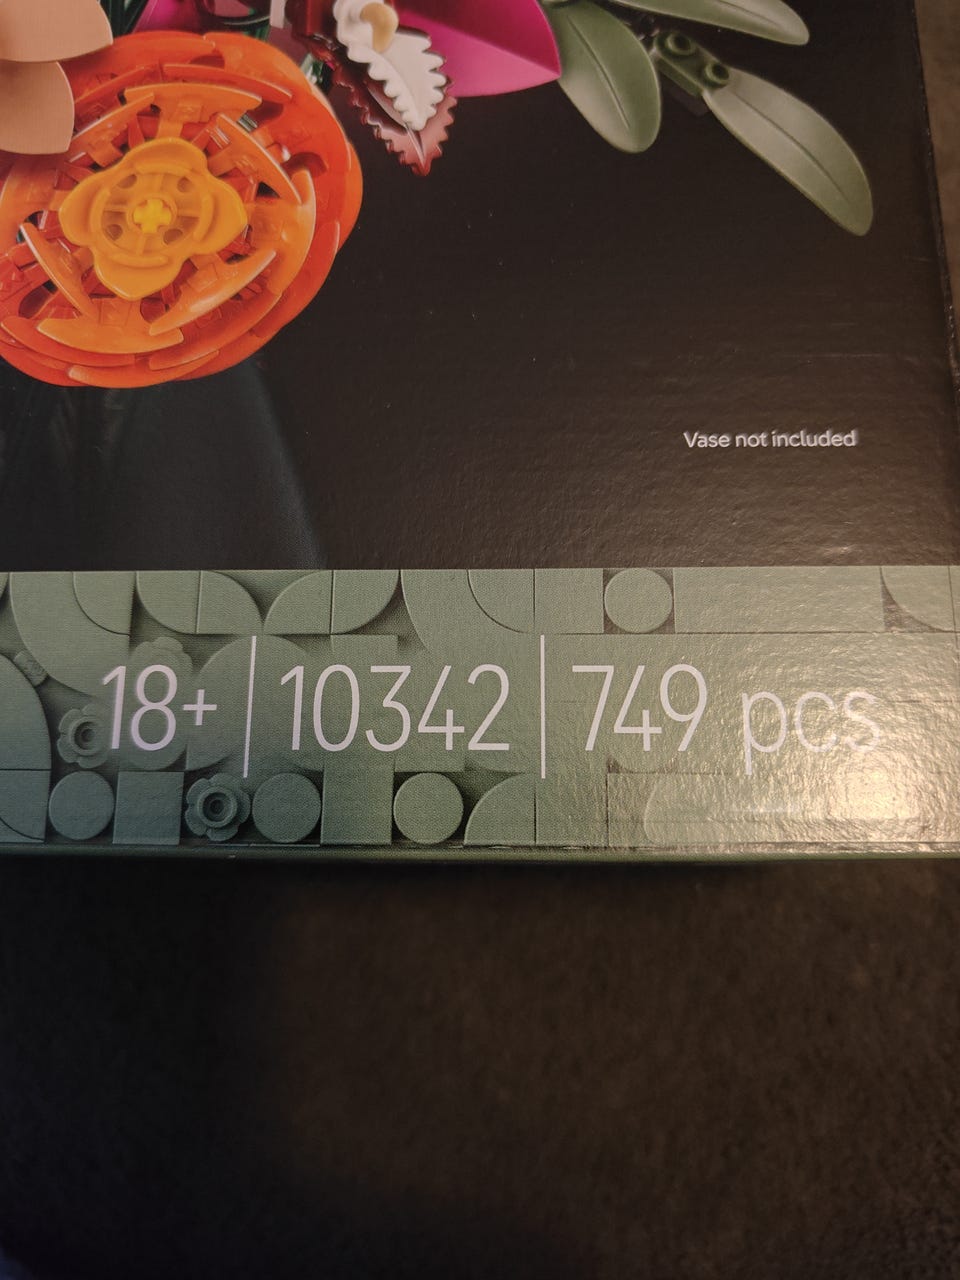 Vase not included
18+ | 10342 | 749 pcs